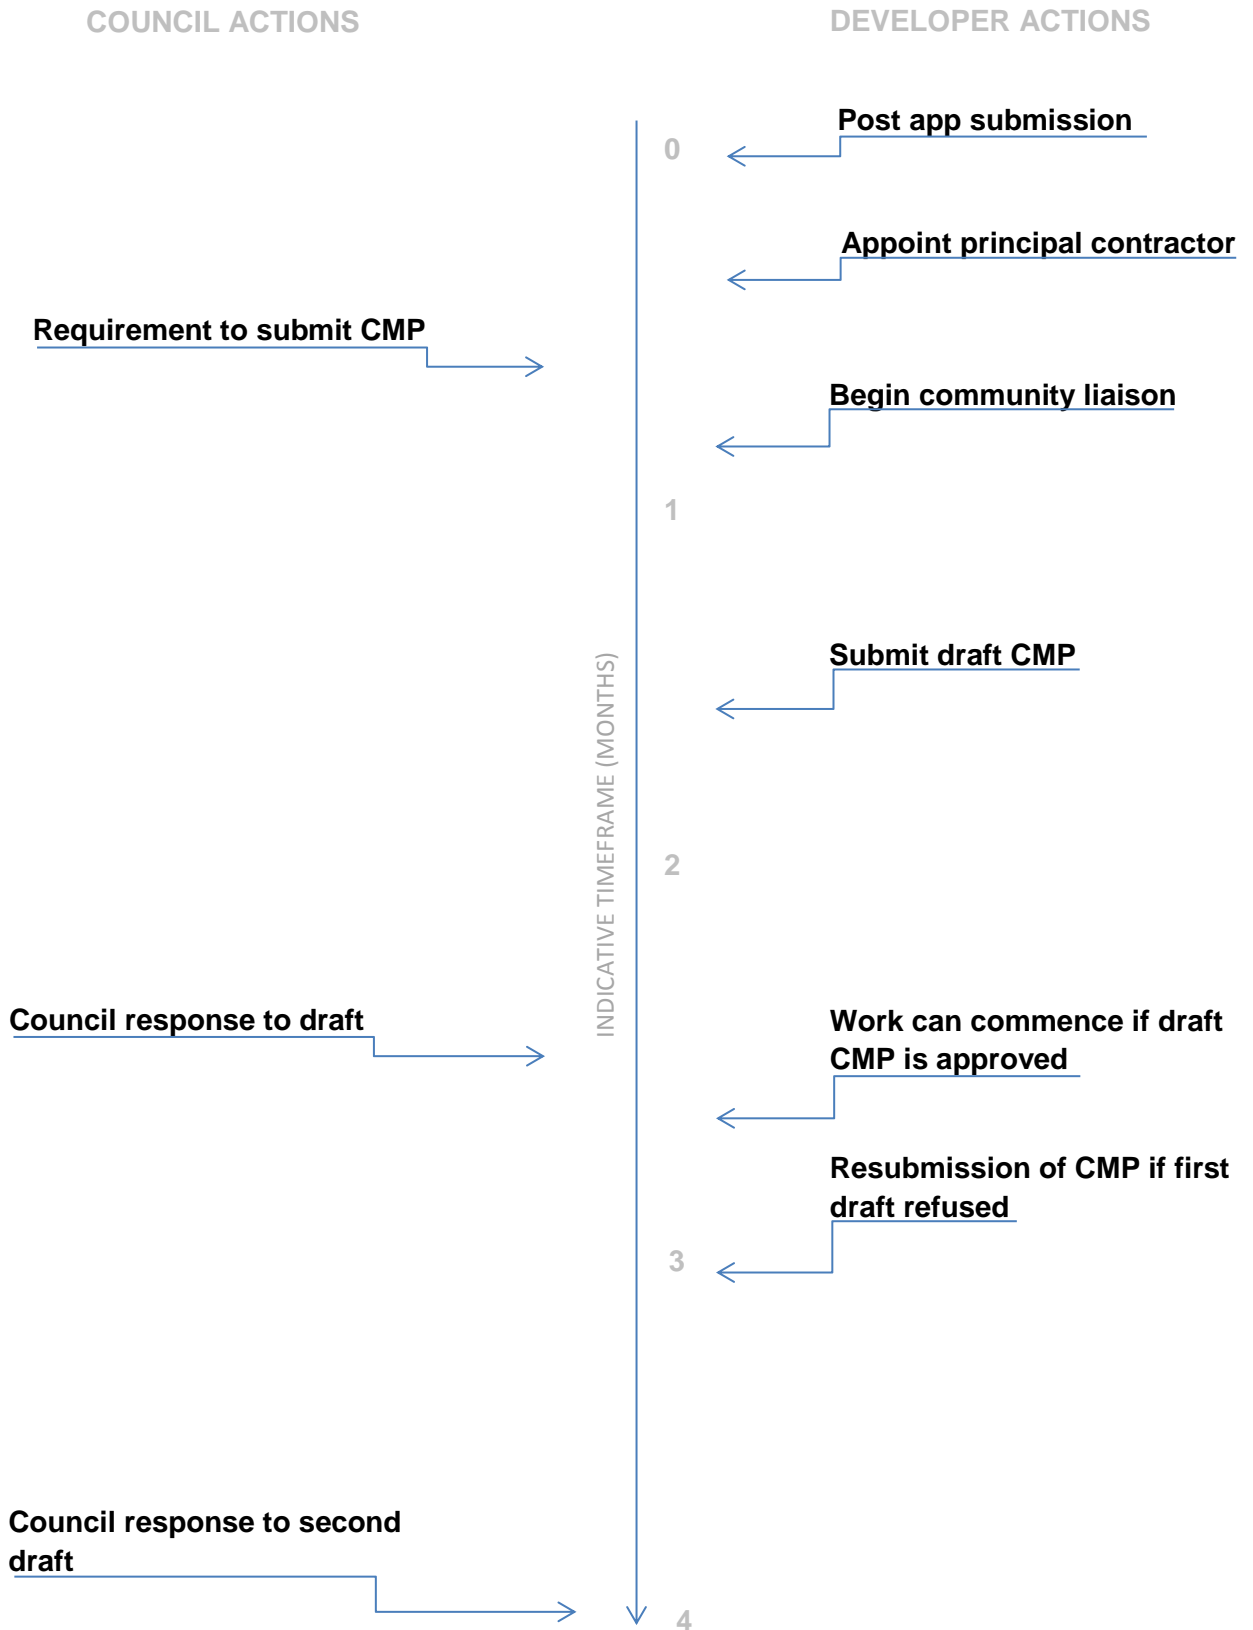 COUNCIL ACTIONS
DEVELOPER ACTIONS
Post app submission
0
Appoint principal contractor
Requirement to submit CMP
Begin community liaison
1
Submit draft CMP
INDICATIVE TIMEFRAME (MONTHS)
2
Council response to draft
Work can commence if draft
CMP is approved
Resubmission of CMP if first
draft refused
3
Council response to second
draft
4